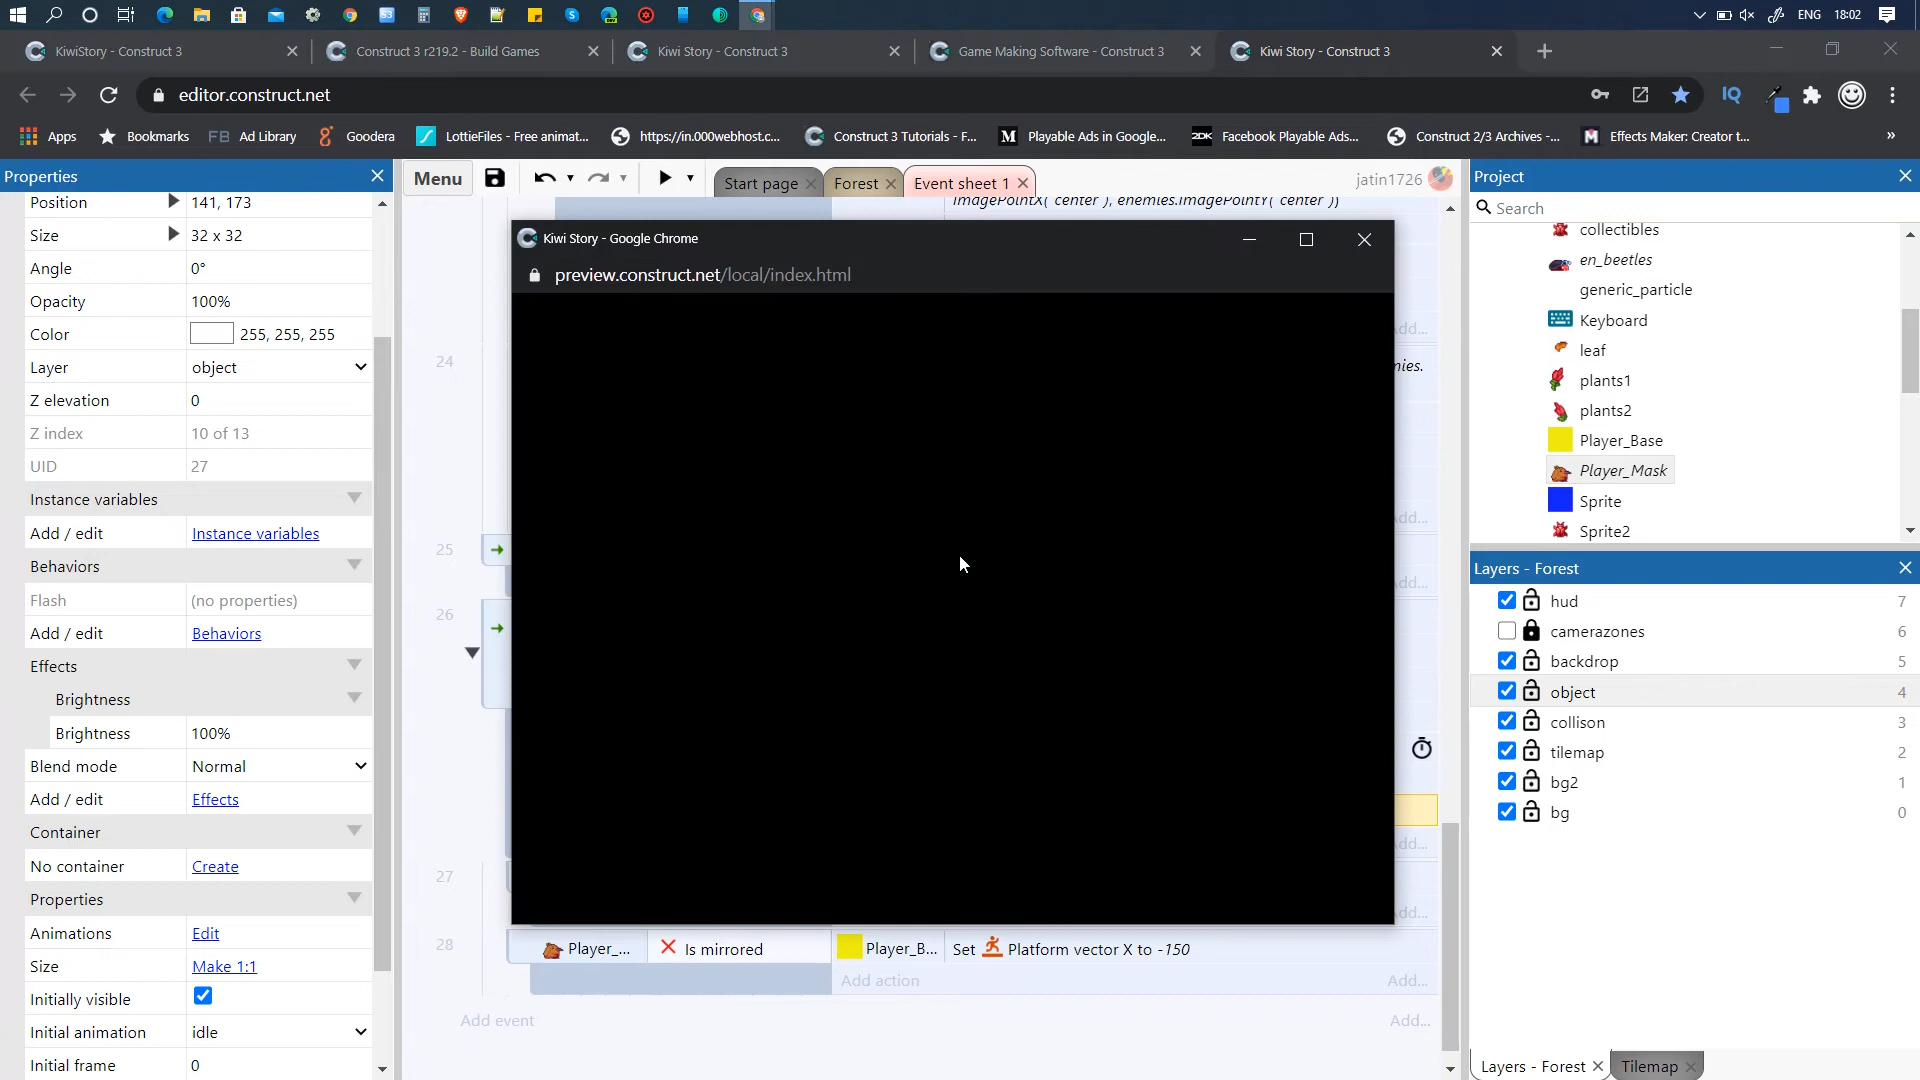 ENG 18:02
KiwiStory - Construct 3
Construct 3 r219.2 - Build Games
Kiwi Story - Construct 3
Game Making Software - Construct 3
Kiwi Story - Construct 3
editor.construct.net
IQ
Apps
Bookmarks
FB Ad Library
Goodera
LottieFiles - Free animat...
https://in.000webhost.c...
Construct 3 Tutorials - F...
M Playable Ads in Google...
2DK Facebook Playable Ads...
Construct 2/3 Archives -...
M Effects Maker: Creator t...
»
Properties
Position 141, 173
Size 32 x 32
Angle 0°
Opacity 100%
Color 255, 255, 255
Layer object
Z elevation 0
Z index 10 of 13
UID 27
Instance variables
Add / edit Instance variables
Behaviors
Flash (no properties)
Add / edit Behaviors
Effects
Brightness
Brightness 100%
Blend mode Normal
Add / edit Effects
Container
No container Create
Properties
Animations Edit
Size Make 1:1
Initially visible
Initial animation idle
Initial frame 0
Menu
Start page
Forest
Event sheet 1
jatin1726
imagePointX("center"), enemies.ImagePointY("center"))
Kiwi Story - Google Chrome
preview.construct.net/local/index.html
24
25
26
27
28
Player_...
Is mirrored
Player_B...
Set Platform vector X to -150
Add action
Add...
Add event
Add...
Project
Search
collectibles
en_beetles
generic_particle
Keyboard
leaf
plants1
plants2
Player_Base
Player_Mask
Sprite
Sprite2
Layers - Forest
hud 7
camerazones 6
backdrop 5
object 4
collison 3
tilemap 2
bg2 1
bg 0
Layers - Forest
Tilemap